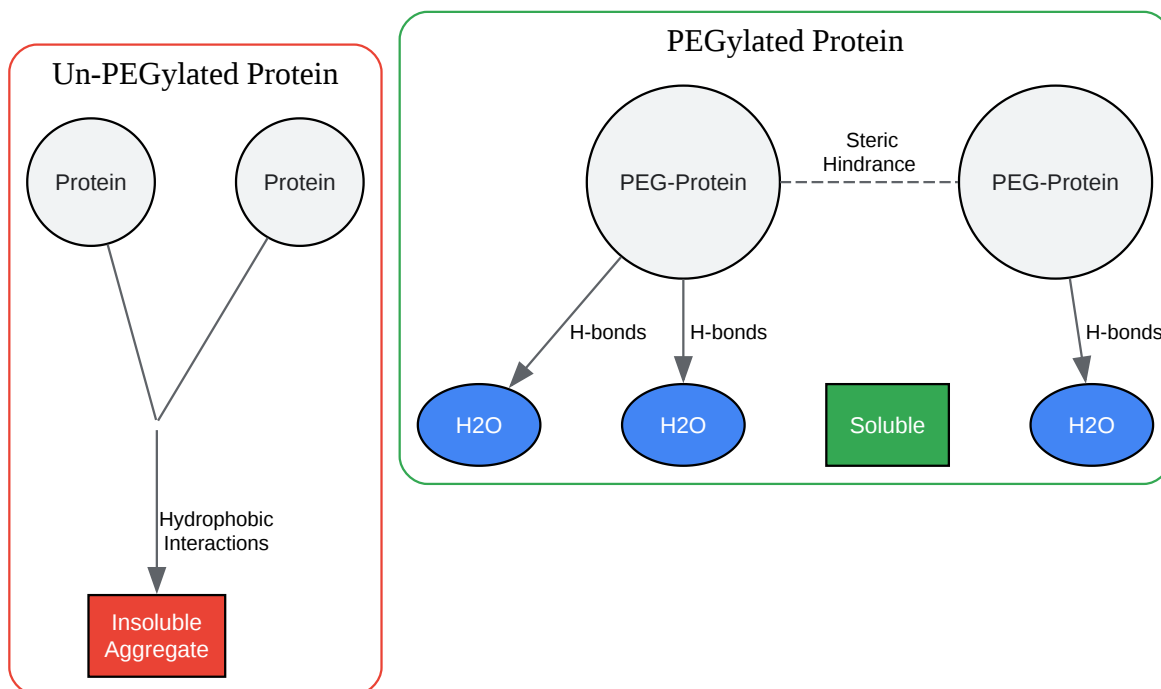 Un-PEGylated Protein
Protein
Protein
Hydrophobic
Interactions
Insoluble
Aggregate
PEGylated Protein
PEG-Protein
Steric
Hindrance
PEG-Protein
H-bonds
H-bonds
H-bonds
H2O
H2O
Soluble
H2O